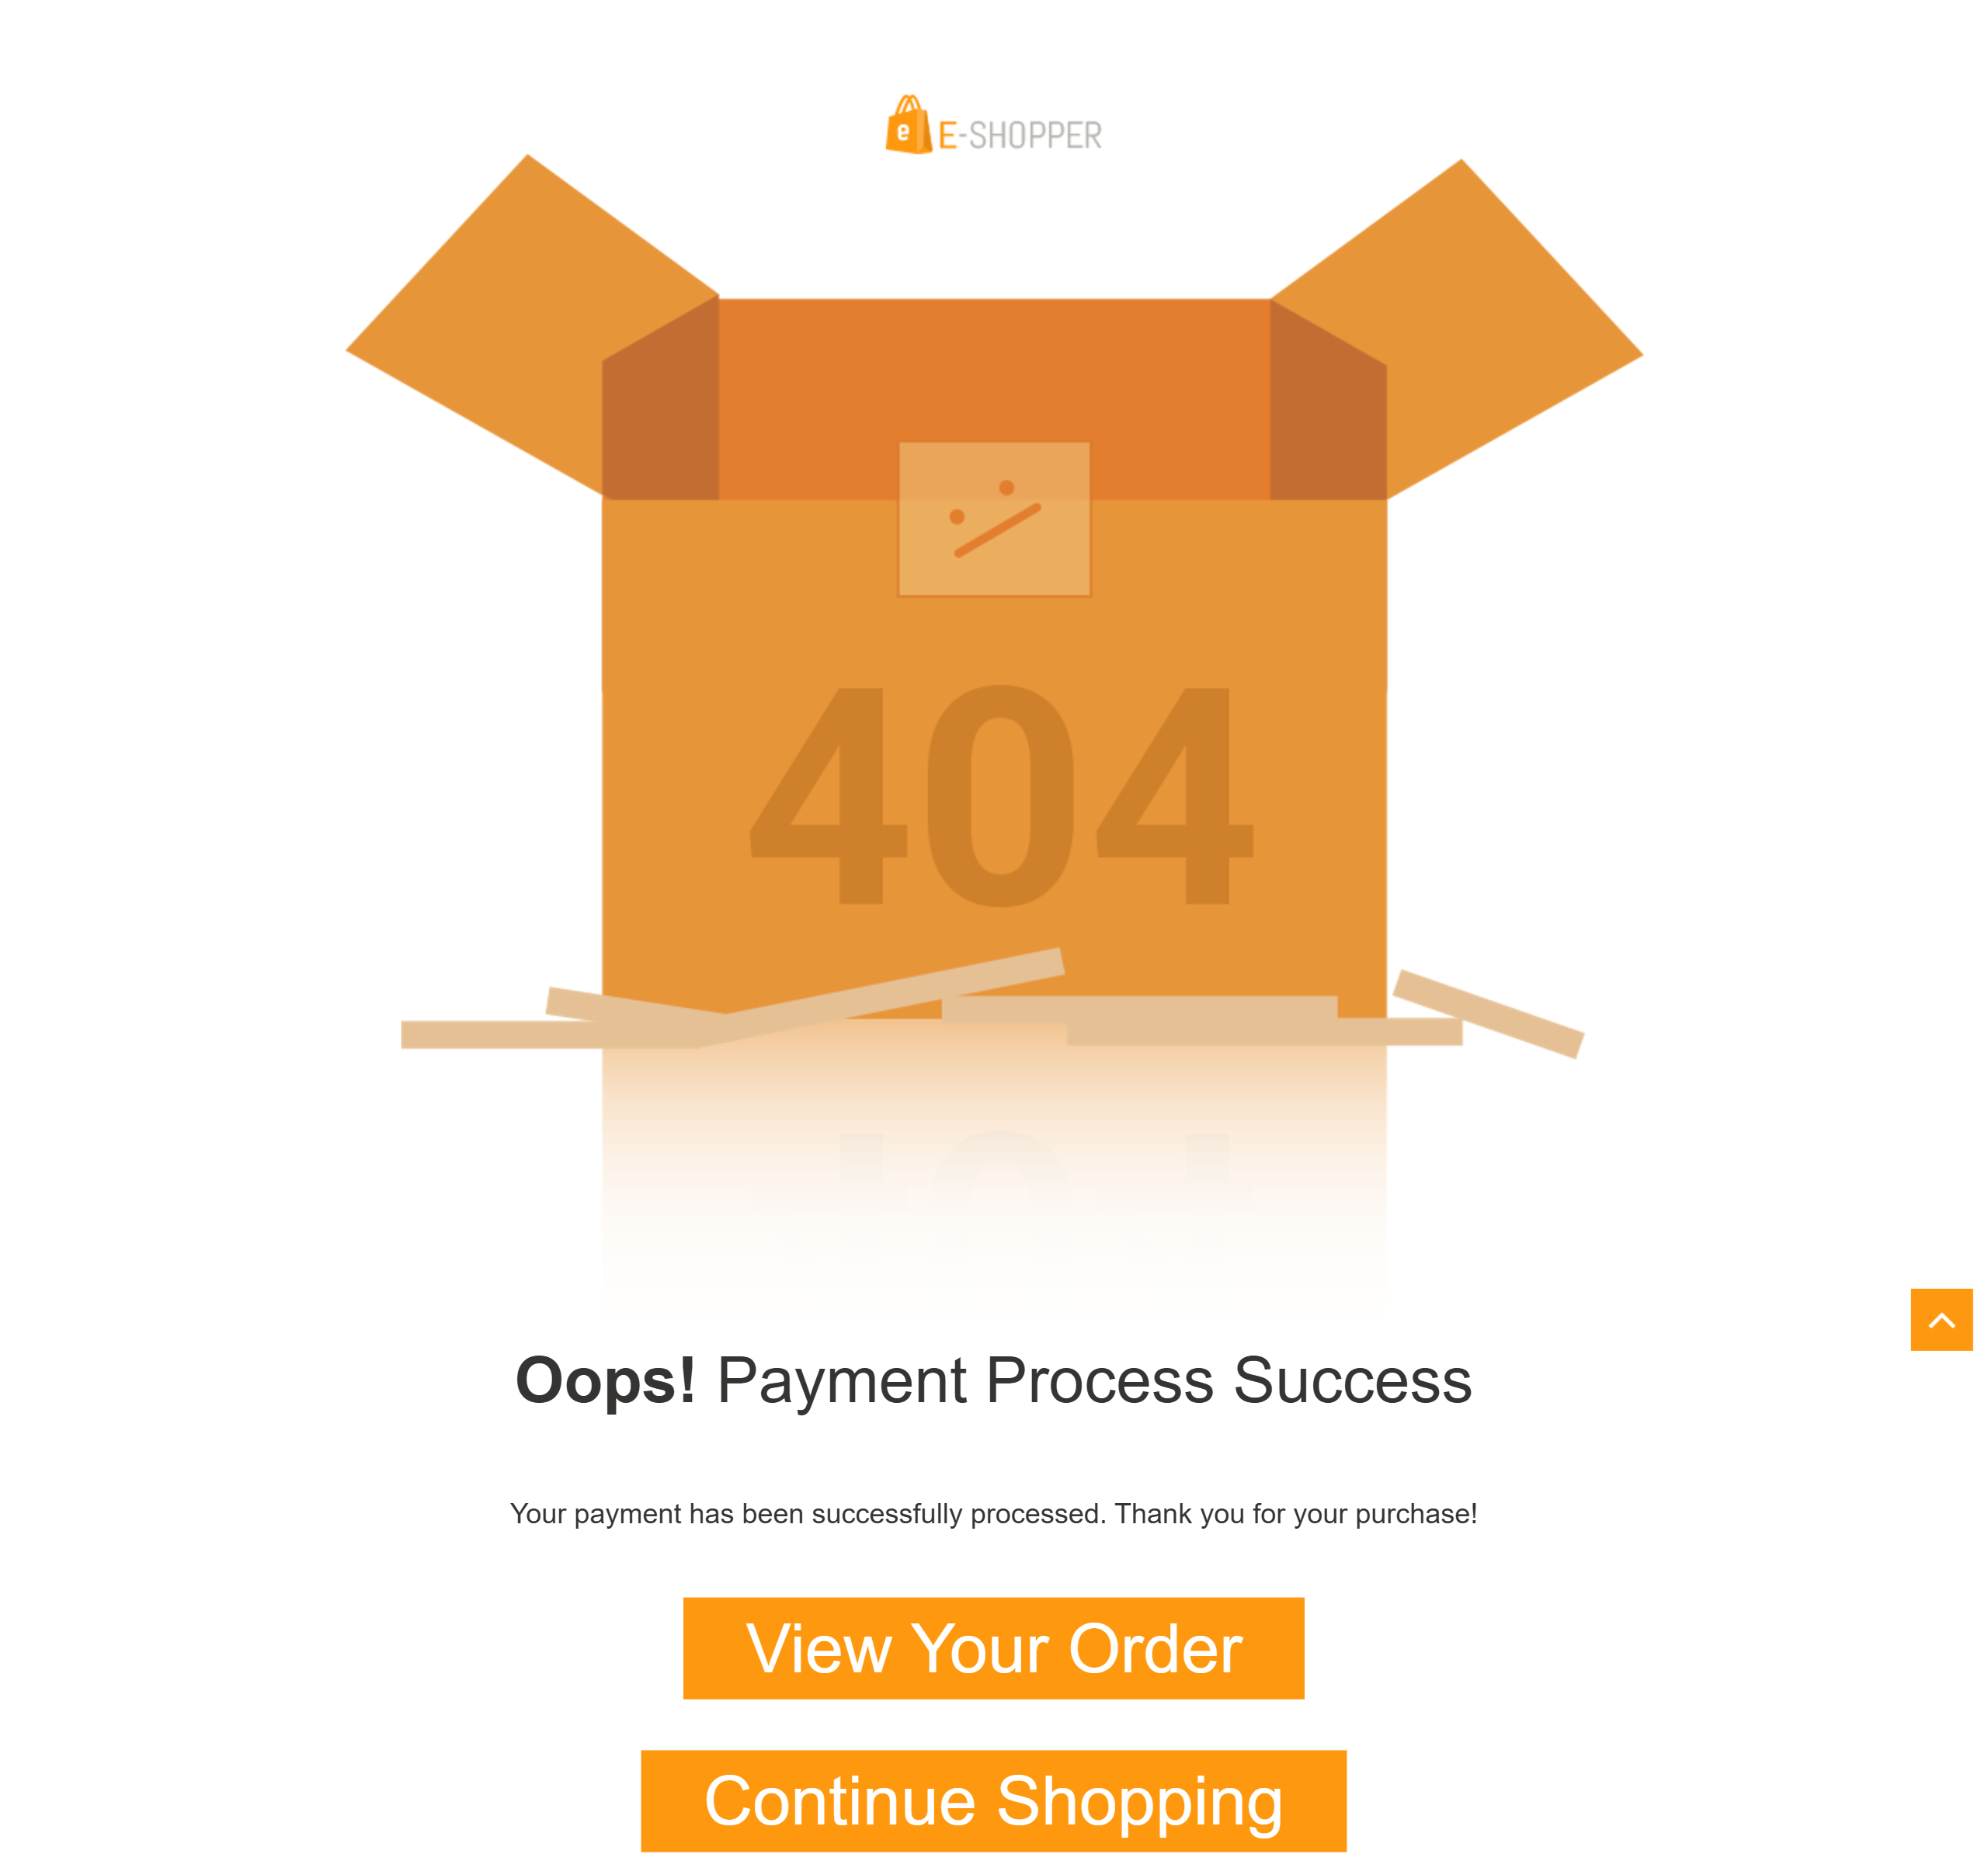 e E-SHOPPER
404
Oops! Payment Process Success
Your payment has been successfully processed. Thank you for your purchase!
View Your Order
Continue Shopping